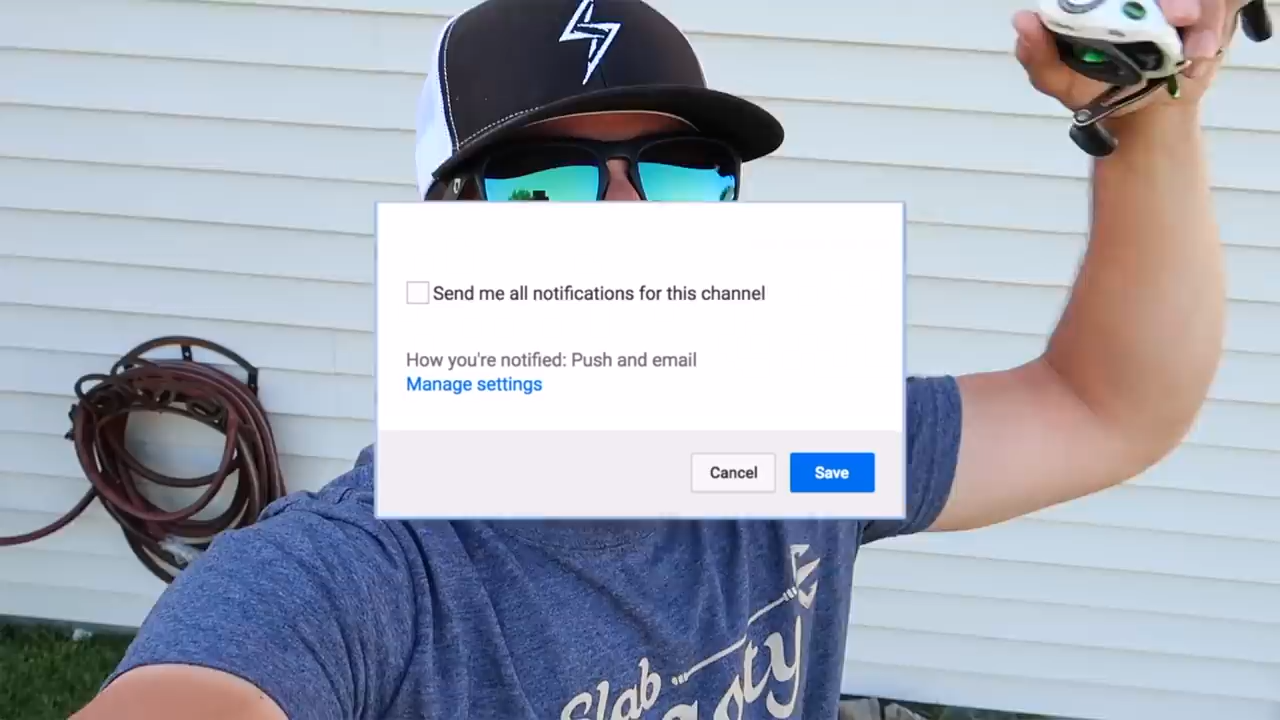 Send me all notifications for this channel
How you're notified: Push and email
Manage settings
Cancel
Save
Slab